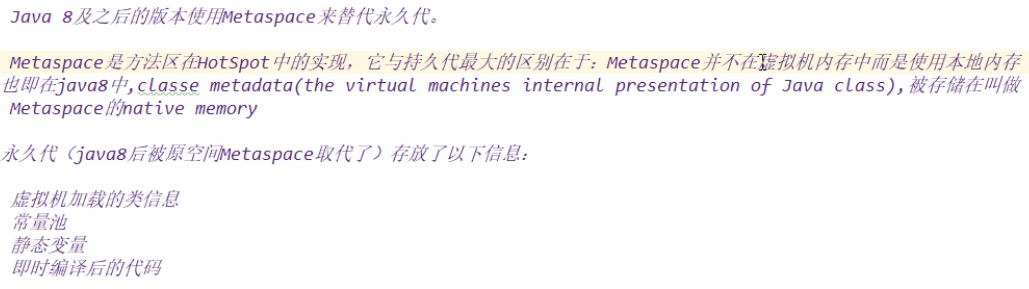 Java 8及之后的版本使用Metaspace来替代永久代。
Metaspace是方法区在HotSpot中的实现，它与持久代最大的区别在于：Metaspace并不在虚拟机内存中而是使用本地内存
也即在java8中,classe metadata(the virtual machines internal presentation of Java class),被存储在叫做
Metaspace的native memory
永久代（java8后被原空间Metaspace取代了）存放了以下信息：
虚拟机加载的类信息
常量池
静态变量
即时编译后的代码